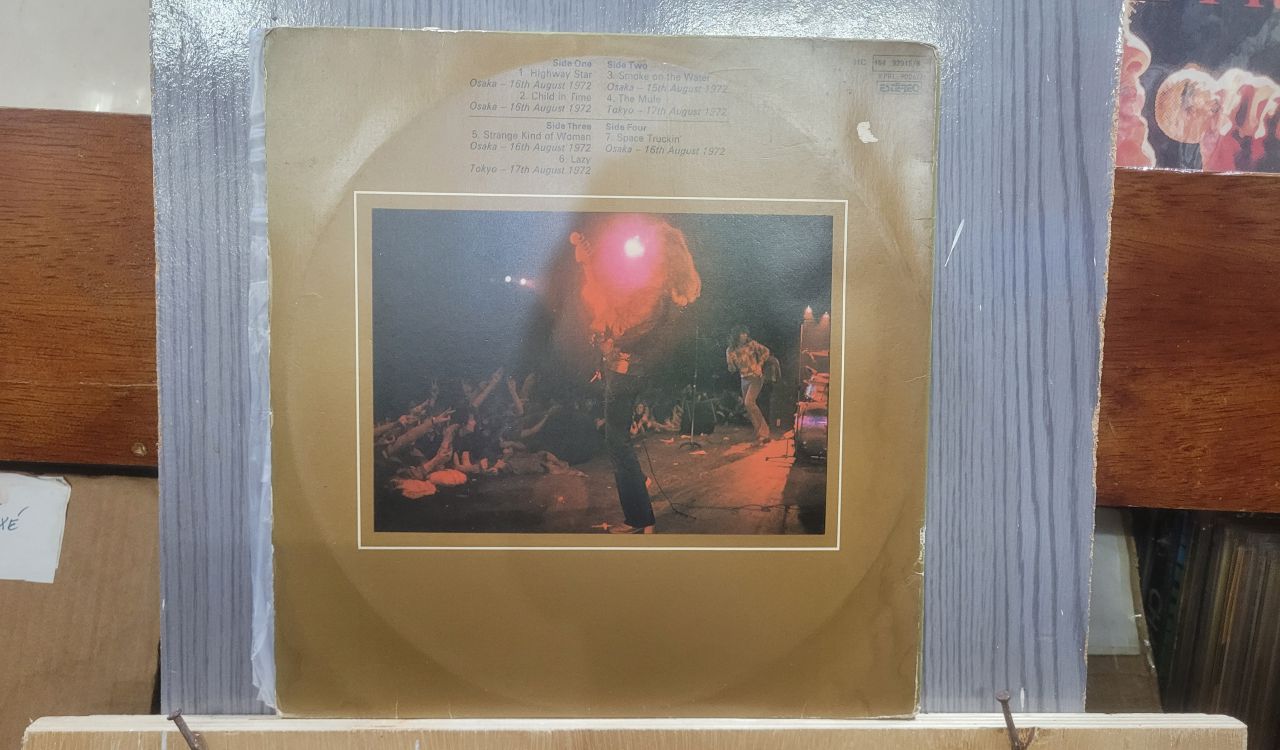 Side One
1. Highway Star
Osaka – 16th August 1972
2. Child in Time
Osaka – 16th August 1972
Side Two
3. Smoke on the Water
Osaka – 15th August 1972
4. The Mule
Tokyo – 17th August 1972
Side Three
5. Strange Kind of Woman
Osaka – 16th August 1972
6. Lazy
Tokyo – 17th August 1972
Side Four
7. Space Truckin'
Osaka – 16th August 1972